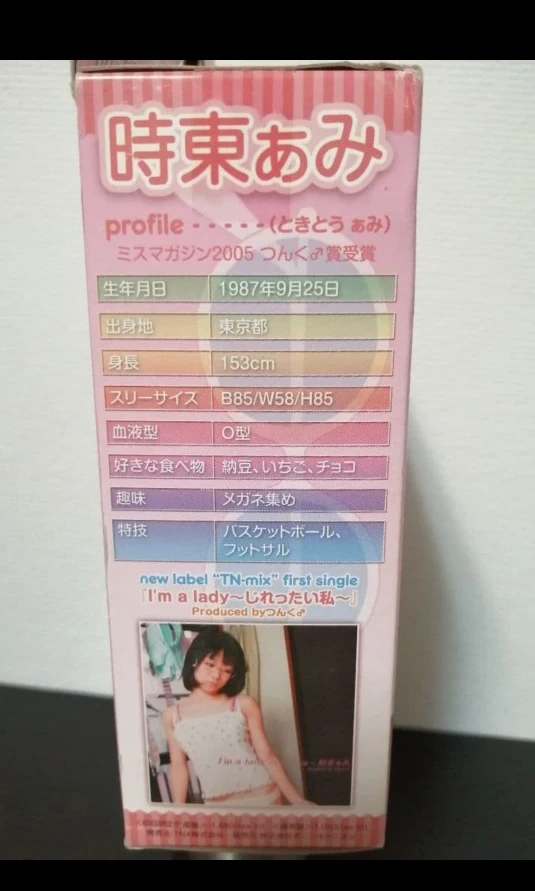 時東ぁみ
profile - - - - - (ときとう ぁみ)
ミスマガジン2005 つんく♂賞受賞
生年月日 1987年9月25日
出身地 東京都
身長 153cm
スリーサイズ B85/W58/H85
血液型 O型
好きな食べ物 納豆、いちご、チョコ
趣味 メガネ集め
特技 バスケットボール、
フットサル
new label “TN-mix” first single
『I'm a lady〜じれったい私〜』
Produced byつんく♂
I'm a lady 時東ぁみ